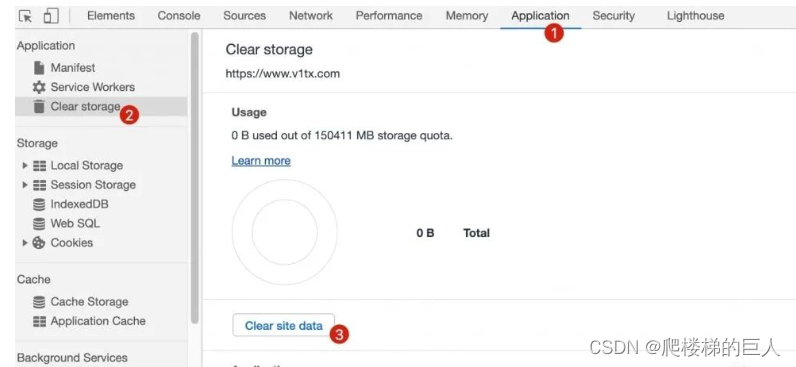 Elements Console Sources Network Performance Memory Application Security Lighthouse
1
Application
Manifest
Service Workers
Clear storage
2
Storage
Local Storage
Session Storage
IndexedDB
Web SQL
Cookies
Cache
Cache Storage
Application Cache
Background Services
Clear storage
https://www.v1tx.com
Usage
0 B used out of 150411 MB storage quota.
Learn more
0 B Total
Clear site data
3
CSDN @爬楼梯的巨人